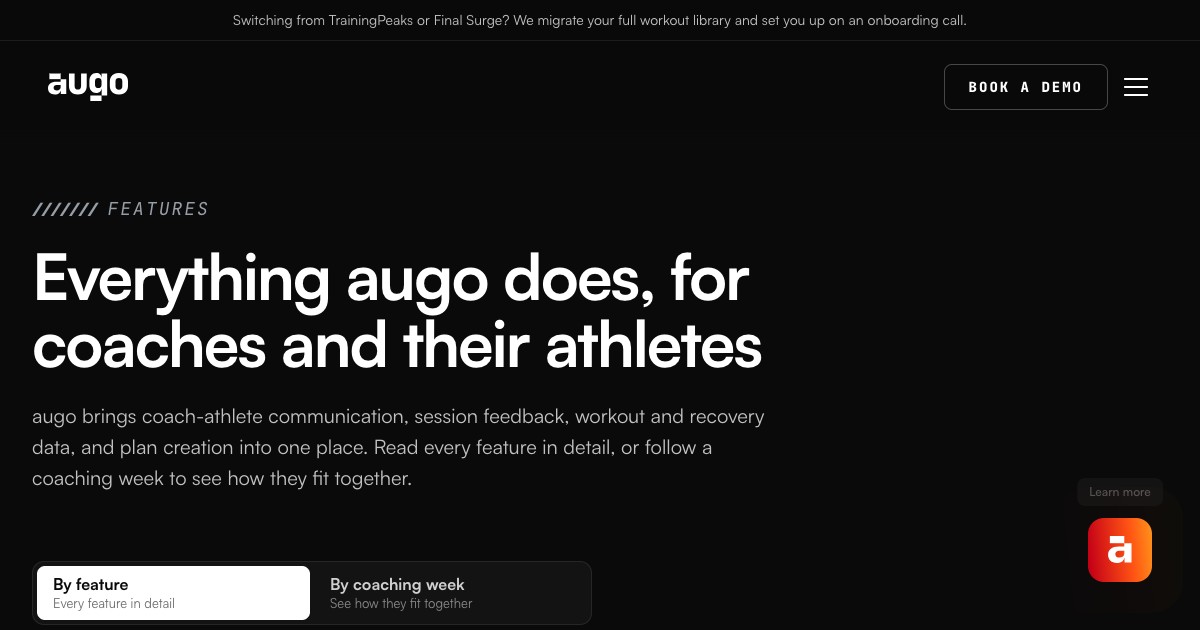 Switching from TrainingPeaks or Final Surge? We migrate your full workout library and set you up on an onboarding call.
augo
BOOK A DEMO
/////// FEATURES
Everything augo does, for
coaches and their athletes
augo brings coach-athlete communication, session feedback, workout and recovery
data, and plan creation into one place. Read every feature in detail, or follow a
coaching week to see how they fit together.
Learn more
a
By feature
Every feature in detail
By coaching week
See how they fit together